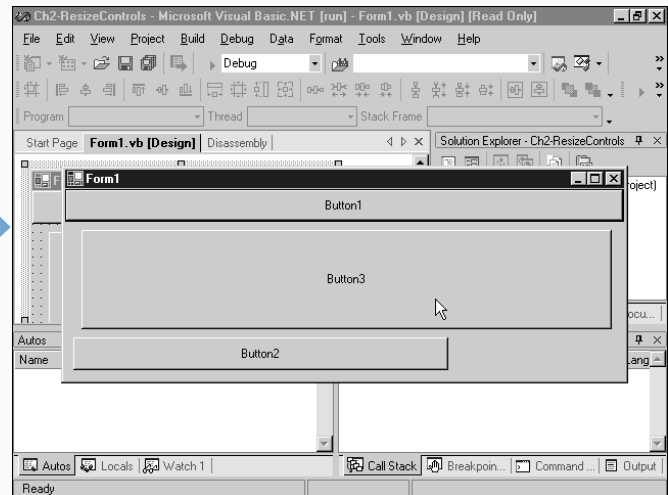 Ch2-ResizeControls - Microsoft Visual Basic.NET [run] - Form1.vb [Design] [Read Only]
File Edit View Project Build Debug Data Format Tools Window Help
Debug
Program Thread Stack Frame
Start Page Form1.vb [Design] Disassembly Solution Explorer - Ch2-ResizeControls
Form1
oject)
Button1
Button3
Button2
ocu...
Autos
Name
ang
Autos Locals Watch 1 Call Stack Breakpoin... Command ... Output
Ready